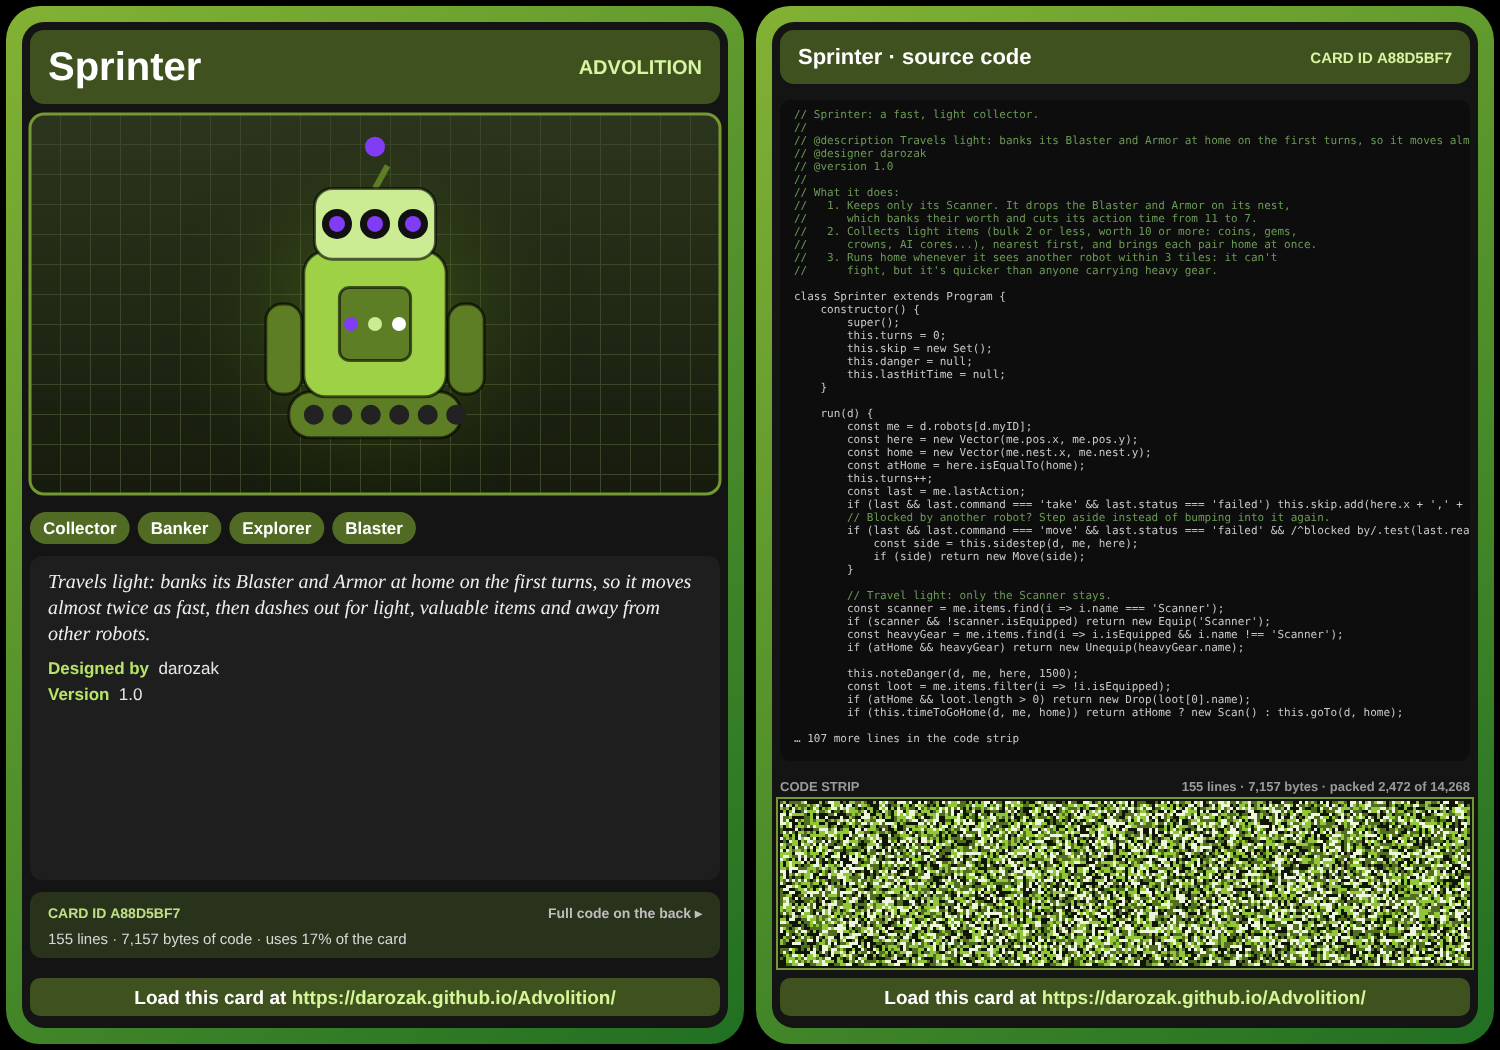 Sprinter
ADVOLITION
Collector
Banker
Explorer
Blaster
Travels light: banks its Blaster and Armor at home on the first turns, so it moves
almost twice as fast, then dashes out for light, valuable items and away from
other robots.
Designed by darozak
Version 1.0
CARD ID A88D5BF7
Full code on the back ▸
155 lines · 7,157 bytes of code · uses 17% of the card
Load this card at https://darozak.github.io/Advolition/
Sprinter · source code
CARD ID A88D5BF7
// Sprinter: a fast, light collector.
//
// @description Travels light: banks its Blaster and Armor at home on the first turns, so it moves alm
// @designer darozak
// @version 1.0
//
// What it does:
//   1. Keeps only its Scanner. It drops the Blaster and Armor on its nest,
//      which banks their worth and cuts its action time from 11 to 7.
//   2. Collects light items (bulk 2 or less, worth 10 or more: coins, gems,
//      crowns, AI cores...), nearest first, and brings each pair home at once.
//   3. Runs home whenever it sees another robot within 3 tiles: it can't
//      fight, but it's quicker than anyone carrying heavy gear.
class Sprinter extends Program {
    constructor() {
        super();
        this.turns = 0;
        this.skip = new Set();
        this.danger = null;
        this.lastHitTime = null;
    }
    run(d) {
        const me = d.robots[d.myID];
        const here = new Vector(me.pos.x, me.pos.y);
        const home = new Vector(me.nest.x, me.nest.y);
        const atHome = here.isEqualTo(home);
        this.turns++;
        const last = me.lastAction;
        if (last && last.command === 'take' && last.status === 'failed') this.skip.add(here.x + ',' +
        // Blocked by another robot? Step aside instead of bumping into it again.
        if (last && last.command === 'move' && last.status === 'failed' && /^blocked by/.test(last.rea
            const side = this.sidestep(d, me, here);
            if (side) return new Move(side);
        }
        // Travel light: only the Scanner stays.
        const scanner = me.items.find(i => i.name === 'Scanner');
        if (scanner && !scanner.isEquipped) return new Equip('Scanner');
        const heavyGear = me.items.find(i => i.isEquipped && i.name !== 'Scanner');
        if (atHome && heavyGear) return new Unequip(heavyGear.name);
        this.noteDanger(d, me, here, 1500);
        const loot = me.items.filter(i => !i.isEquipped);
        if (atHome && loot.length > 0) return new Drop(loot[0].name);
        if (this.timeToGoHome(d, me, home)) return atHome ? new Scan() : this.goTo(d, home);
… 107 more lines in the code strip
CODE STRIP
155 lines · 7,157 bytes · packed 2,472 of 14,268
Load this card at https://darozak.github.io/Advolition/